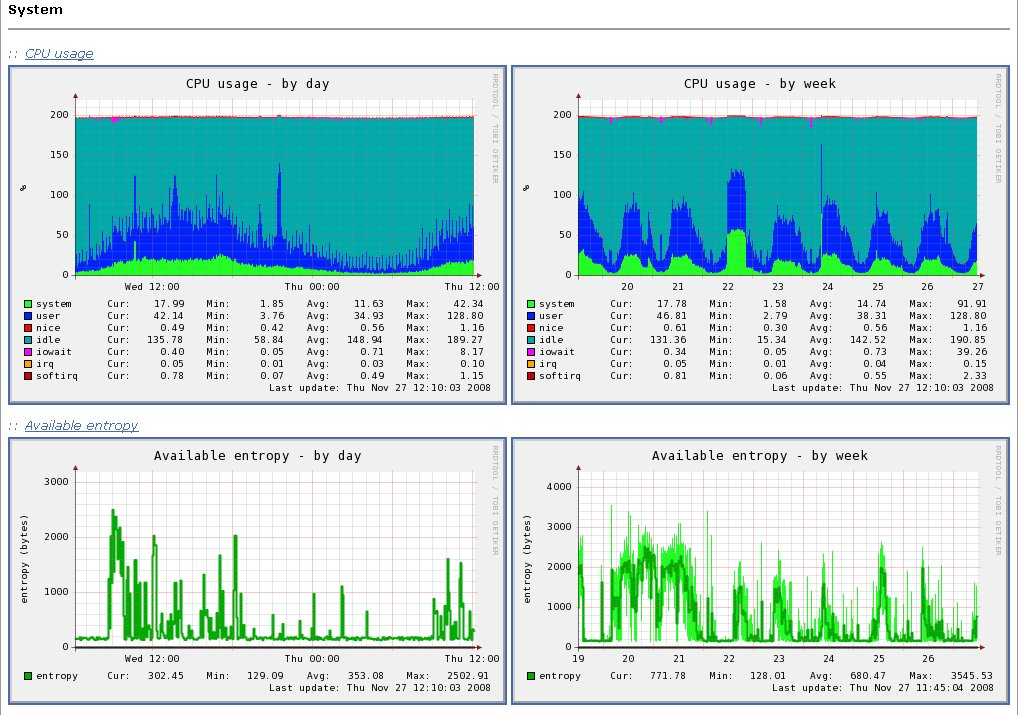 System
:: CPU usage
CPU usage - by day
RRDTOOL / TOBI OETIKER
%
200
150
100
50
0
Wed 12:00 Thu 00:00 Thu 12:00
system Cur: 17.99 Min: 1.85 Avg: 11.63 Max: 42.34
user Cur: 42.14 Min: 3.76 Avg: 34.93 Max: 128.80
nice Cur: 0.49 Min: 0.42 Avg: 0.56 Max: 1.16
idle Cur: 135.78 Min: 58.84 Avg: 148.94 Max: 189.27
iowait Cur: 0.40 Min: 0.05 Avg: 0.71 Max: 8.17
irq Cur: 0.05 Min: 0.01 Avg: 0.03 Max: 0.10
softirq Cur: 0.78 Min: 0.07 Avg: 0.49 Max: 1.15
Last update: Thu Nov 27 12:10:03 2008
CPU usage - by week
RRDTOOL / TOBI OETIKER
%
200
150
100
50
0
20 21 22 23 24 25 26 27
system Cur: 17.78 Min: 1.58 Avg: 14.74 Max: 91.91
user Cur: 46.81 Min: 2.79 Avg: 38.31 Max: 128.80
nice Cur: 0.61 Min: 0.30 Avg: 0.56 Max: 1.16
idle Cur: 131.36 Min: 15.34 Avg: 142.52 Max: 190.85
iowait Cur: 0.34 Min: 0.05 Avg: 0.73 Max: 39.26
irq Cur: 0.05 Min: 0.01 Avg: 0.04 Max: 0.15
softirq Cur: 0.81 Min: 0.06 Avg: 0.55 Max: 2.33
Last update: Thu Nov 27 12:10:03 2008
:: Available entropy
Available entropy - by day
RRDTOOL / TOBI OETIKER
entropy (bytes)
3000
2000
1000
0
Wed 12:00 Thu 00:00 Thu 12:00
entropy Cur: 302.45 Min: 129.09 Avg: 353.08 Max: 2502.91
Last update: Thu Nov 27 12:10:03 2008
Available entropy - by week
RRDTOOL / TOBI OETIKER
entropy (bytes)
4000
3000
2000
1000
0
19 20 21 22 23 24 25 26
entropy Cur: 771.78 Min: 128.01 Avg: 680.47 Max: 3545.53
Last update: Thu Nov 27 11:45:04 2008